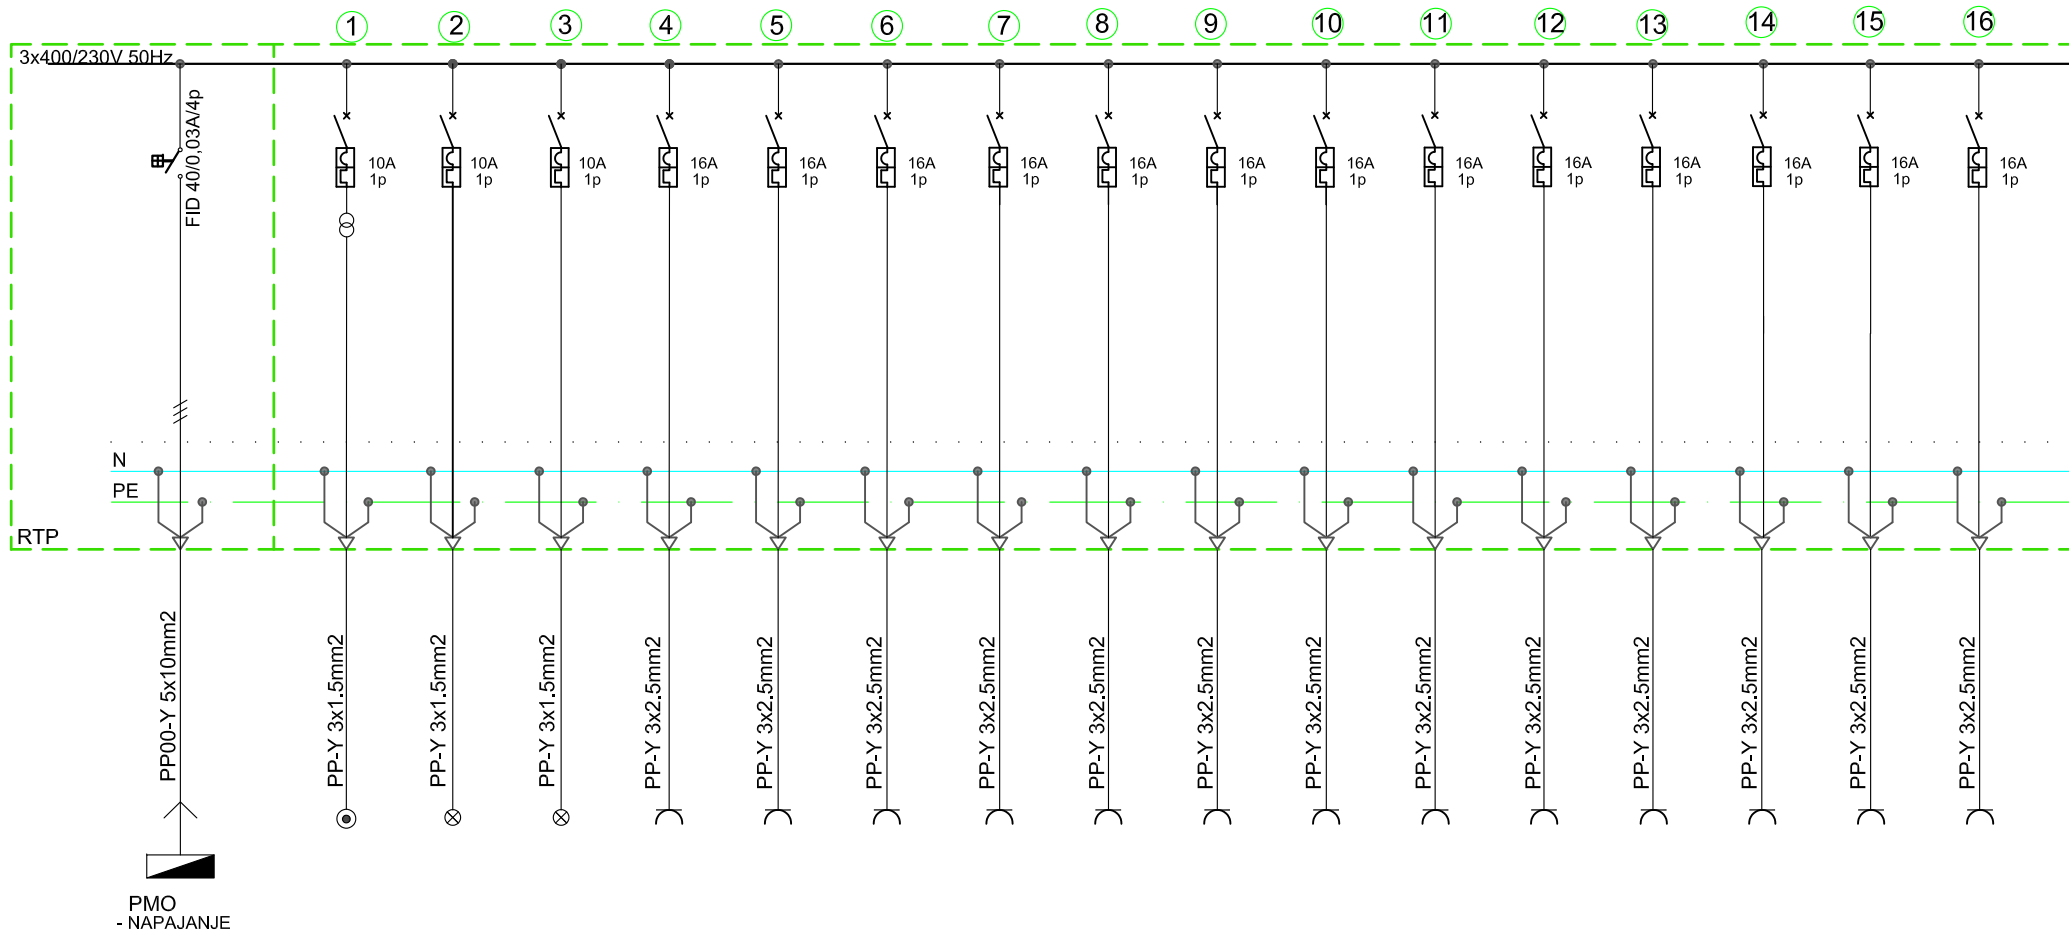 1 2 3 4 5 6 7 8 9 10 11 12 13 14 15 16
3x400/230V 50Hz
FID 40/0,03A/4p
10A 10A 10A 16A 16A 16A 16A 16A 16A 16A 16A 16A 16A 16A 16A 16A
1p 1p 1p 1p 1p 1p 1p 1p 1p 1p 1p 1p 1p 1p 1p 1p
N
PE
RTP
PP00-Y 5x10mm2
PP-Y 3x1.5mm2
PP-Y 3x1.5mm2
PP-Y 3x1.5mm2
PP-Y 3x2.5mm2
PP-Y 3x2.5mm2
PP-Y 3x2.5mm2
PP-Y 3x2.5mm2
PP-Y 3x2.5mm2
PP-Y 3x2.5mm2
PP-Y 3x2.5mm2
PP-Y 3x2.5mm2
PP-Y 3x2.5mm2
PP-Y 3x2.5mm2
PP-Y 3x2.5mm2
PP-Y 3x2.5mm2
PP-Y 3x2.5mm2
PMO
- NAPAJANJE